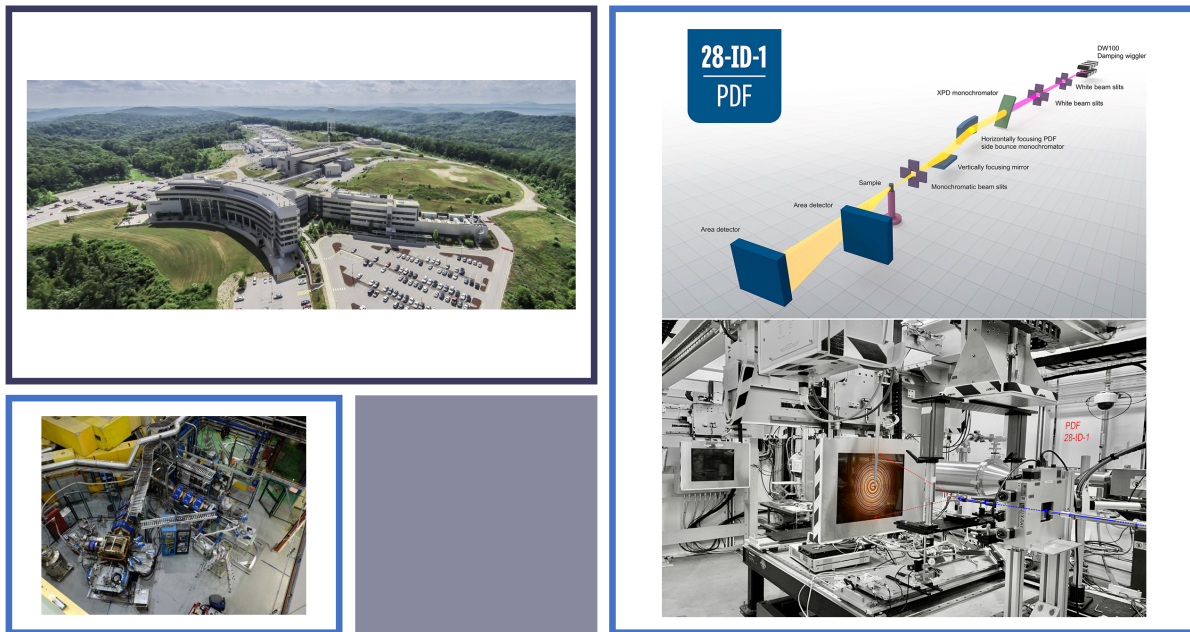 28-ID-1
PDF
DW100
Damping wiggler
White beam slits
White beam slits
XPD monochromator
Horizontally focusing PDF
side bounce monochromator
Vertically focusing mirror
Monochromatic beam slits
Sample
Area detector
Area detector
PDF
28-ID-1